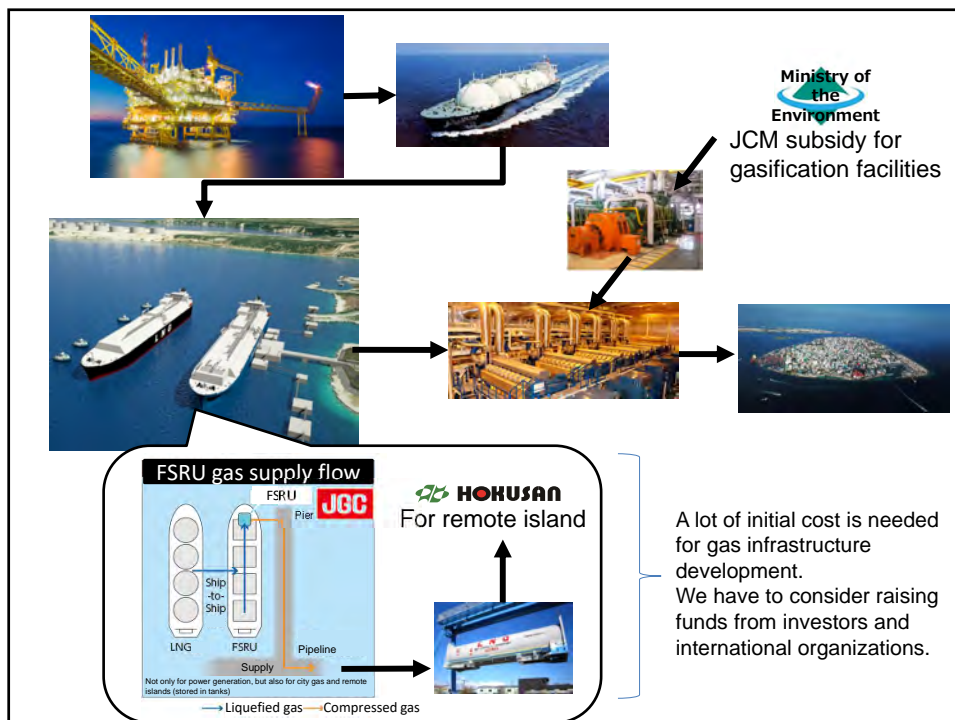 Ministry of
the
Environment
JCM subsidy for
gasification facilities
LNG
FSRU gas supply flow
FSRU
JGC
Pier
Ship
-to-
Ship
LNG
FSRU
Pipeline
Supply
Not only for power generation, but also for city gas and remote
islands (stored in tanks)
Liquefied gas
Compressed gas
HOKUSAN
For remote island
LNG
A lot of initial cost is needed
for gas infrastructure
development.
We have to consider raising
funds from investors and
international organizations.